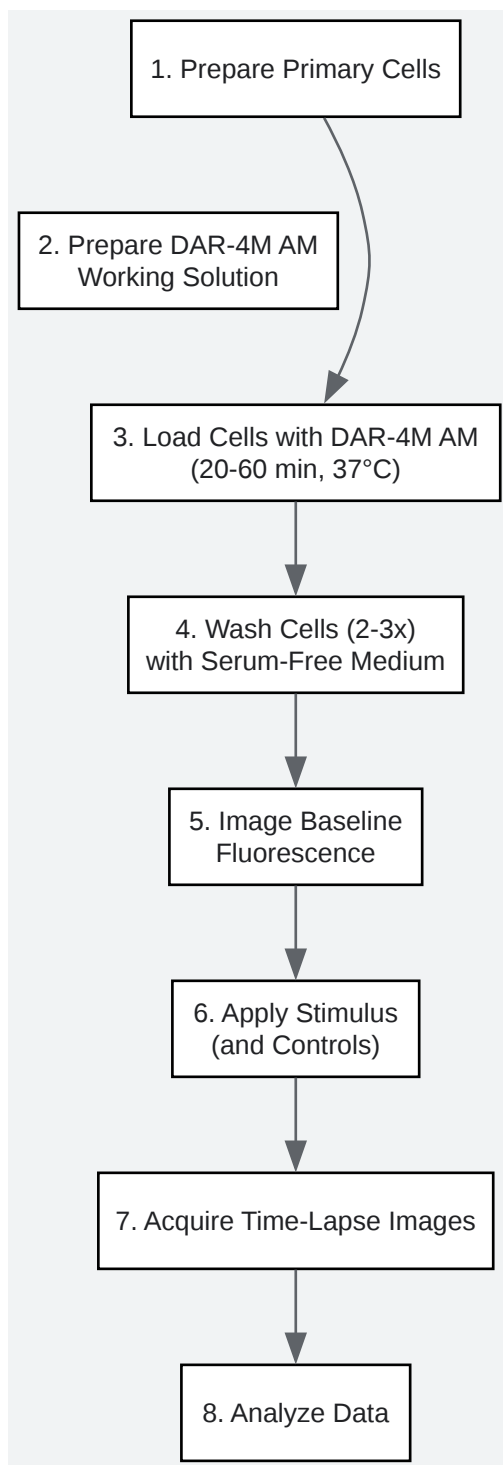 1. Prepare Primary Cells
2. Prepare DAR-4M AM
Working Solution
3. Load Cells with DAR-4M AM
(20-60 min, 37°C)
4. Wash Cells (2-3x)
with Serum-Free Medium
5. Image Baseline
Fluorescence
6. Apply Stimulus
(and Controls)
7. Acquire Time-Lapse Images
8. Analyze Data